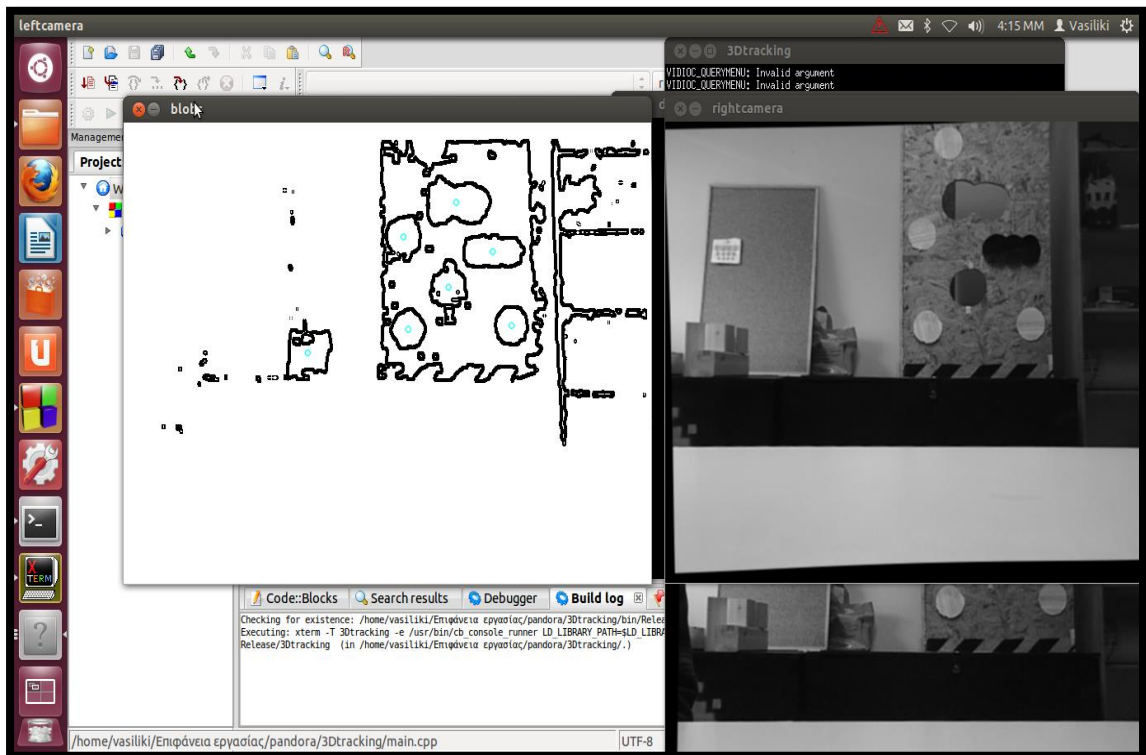 leftcamera
4:15 ΜΜ Vasiliki
3Dtracking
VIDIOC_QUERYMENU: Invalid argument
VIDIOC_QUERYMENU: Invalid argument
blob
rightcamera
Project
Code::Blocks Search results Debugger Build log
Checking for existence: /home/vasiliki/Επιφάνεια εργασίας/pandora/3Dtracking/bin/Relea
Executing: xterm -T 3Dtracking -e /usr/bin/cb_console_runner LD_LIBRARY_PATH=$LD_LIBRA
Release/3Dtracking (in /home/vasiliki/Επιφάνεια εργασίας/pandora/3Dtracking/.)
/home/vasiliki/Επιφάνεια εργασίας/pandora/3Dtracking/main.cpp UTF-8